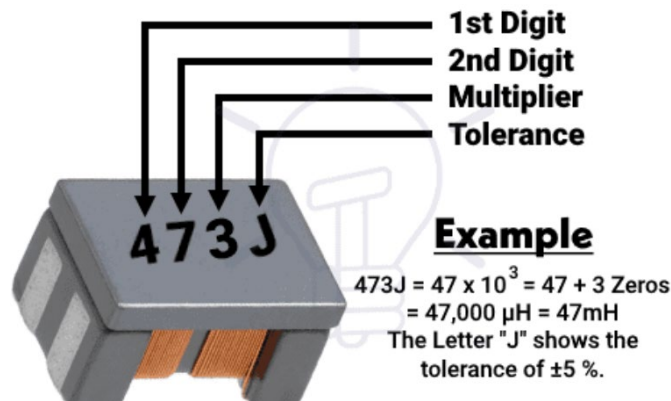 1st Digit
2nd Digit
Multiplier
Tolerance
473J
Example
473J = 47 x 10³ = 47 + 3 Zeros
= 47,000 µH = 47mH
The Letter "J" shows the
tolerance of ±5 %.